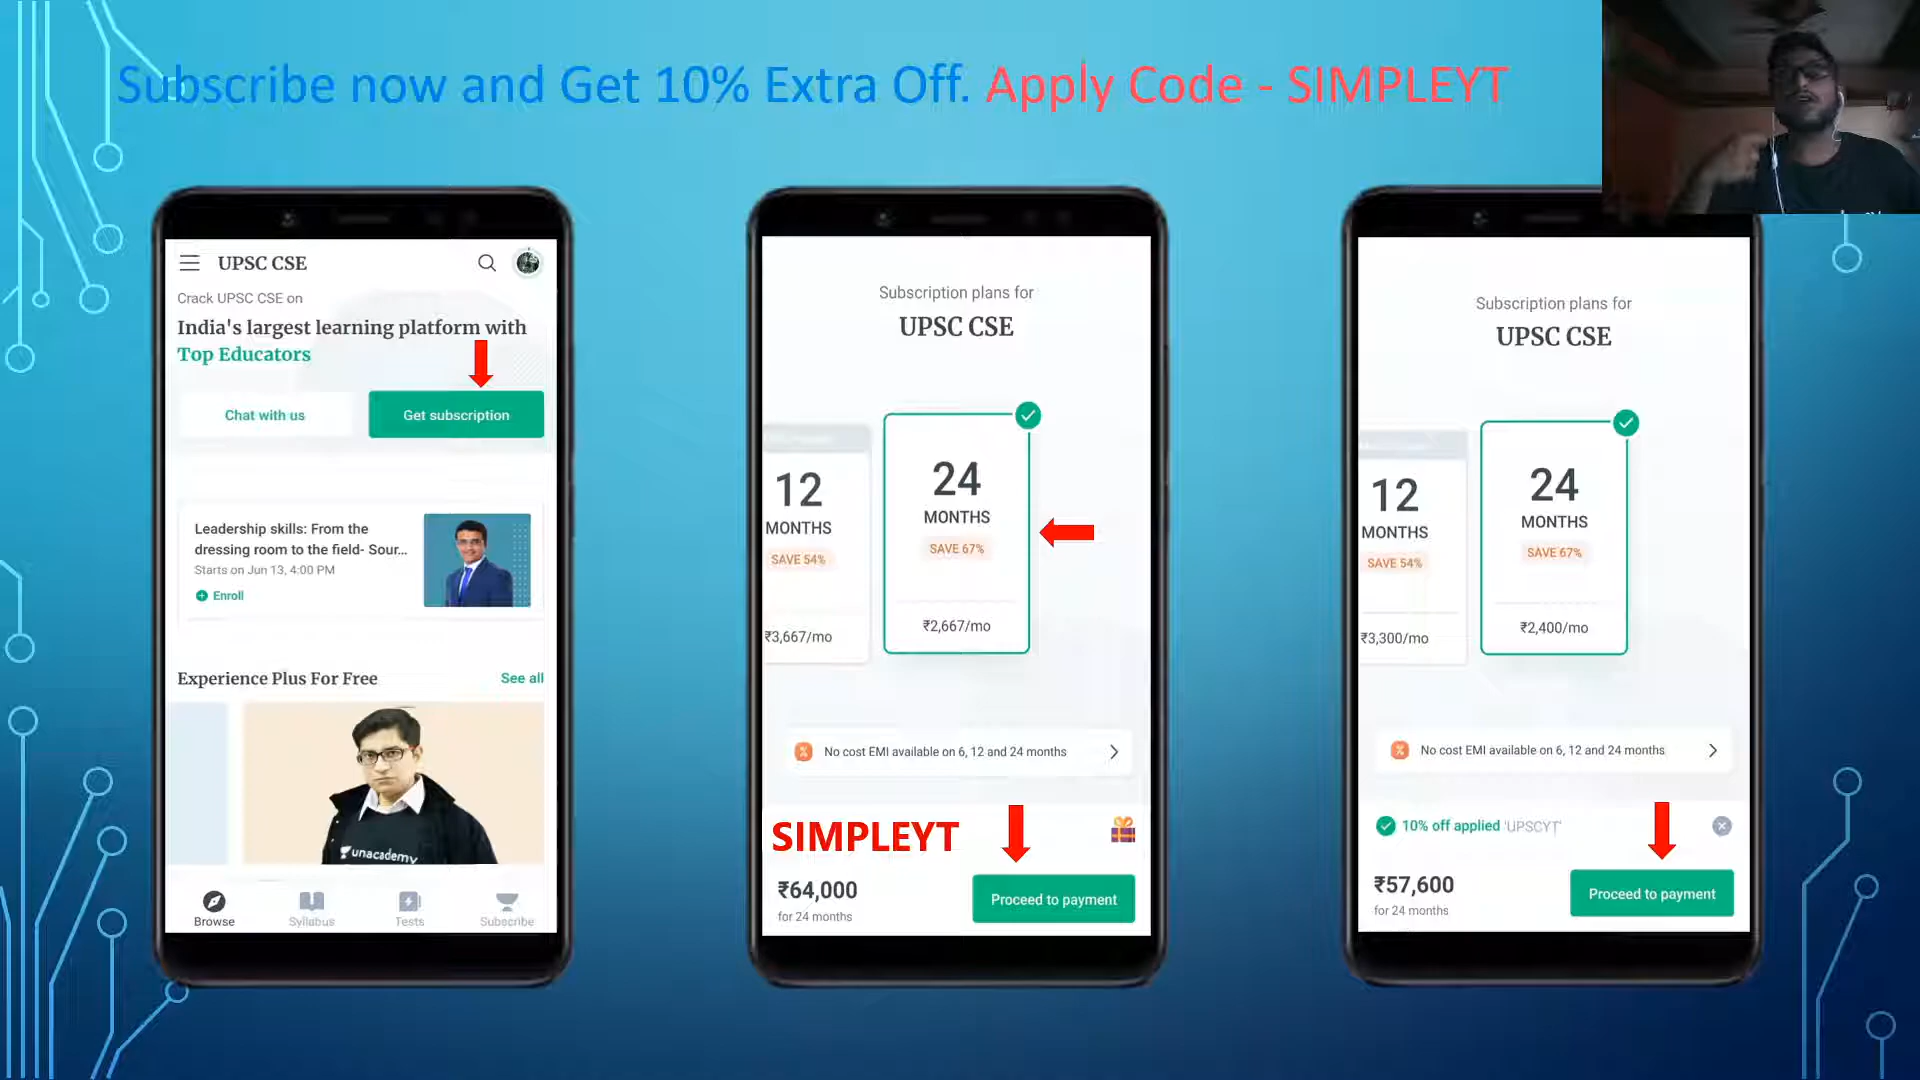 Subscribe now and Get 10% Extra Off. Apply Code - SIMPLEYT
UPSC CSE
Crack UPSC CSE on
India's largest learning platform with
Top Educators
Chat with us
Get subscription
Leadership skills: From the
dressing room to the field- Sour...
Starts on Jun 13, 4:00 PM
Enroll
Experience Plus For Free
See all
unacademy
Browse
Syllabus
Tests
Subscribe
Subscription plans for
UPSC CSE
12
MONTHS
SAVE 54%
₹3,667/mo
24
MONTHS
SAVE 67%
₹2,667/mo
No cost EMI available on 6, 12 and 24 months
SIMPLEYT
₹64,000
for 24 months
Proceed to payment
Subscription plans for
UPSC CSE
12
MONTHS
SAVE 54%
₹3,300/mo
24
MONTHS
SAVE 67%
₹2,400/mo
No cost EMI available on 6, 12 and 24 months
10% off applied 'UPSCYT'
₹57,600
for 24 months
Proceed to payment